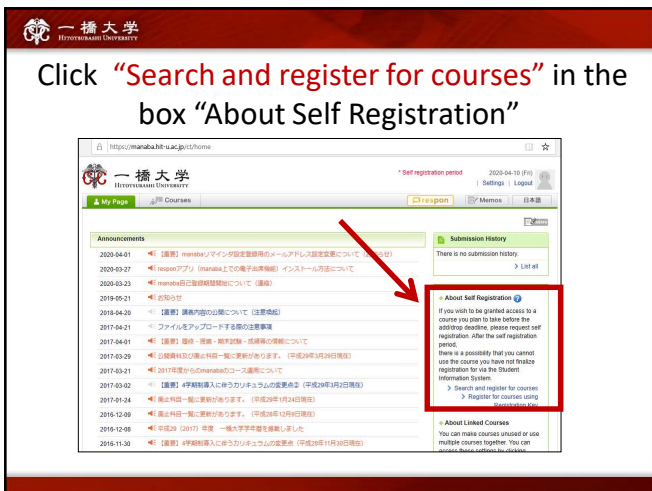 一橋大学
HITOTSUBASHI UNIVERSITY
Click “Search and register for courses” in the
box “About Self Registration”
https://manaba.hit-u.ac.jp/ct/home
一橋大学
HITOTSUBASHI UNIVERSITY
* Self registration period
2020-04-10 (Fri)
| Settings | Logout
My Page
Courses
respon
Memos
日本語
Announcements
2020-04-01 【重要】manabaリマインダ設定登録用のメールアドレス設定変更について（お知らせ）
2020-03-27 responアプリ（manaba上での電子出席機能）インストール方法について
2020-03-23 manaba自己登録期間開始について（連絡）
2019-05-21 お知らせ
2018-04-20 【重要】講義内容の公開について（注意喚起）
2017-04-21 ファイルをアップロードする際の注意事項
2017-04-01 【重要】履修・授業・期末試験・成績等の情報について
2017-03-29 公開資料及び廃止科目一覧に更新があります。（平成29年3月29日現在）
2017-03-21 2017年度からのmanabaのコース運用について
2017-03-02 【重要】4学期制導入に伴うカリキュラムの変更点②（平成29年3月2日現在）
2017-01-24 廃止科目一覧に更新があります。（平成29年1月24日現在）
2016-12-09 廃止科目一覧に更新があります。（平成28年12月9日現在）
2016-12-08 平成29（2017）年度 一橋大学学年暦を掲載しました
2016-11-30 【重要】4学期制導入に伴うカリキュラムの変更点（平成28年11月30日現在）
Submission History
There is no submission history.
List all
About Self Registration
If you wish to be granted access to a
course you plan to take before the
add/drop deadline, please request self
registration. After the self registration
period,
there is a possibility that you cannot
use the course you have not finalize
registration for via the Student
Information System.
Search and register for courses
Register for courses using
Registration Key
About Linked Courses
You can make courses unused or use
multiple courses together. You can
access these settings by clicking